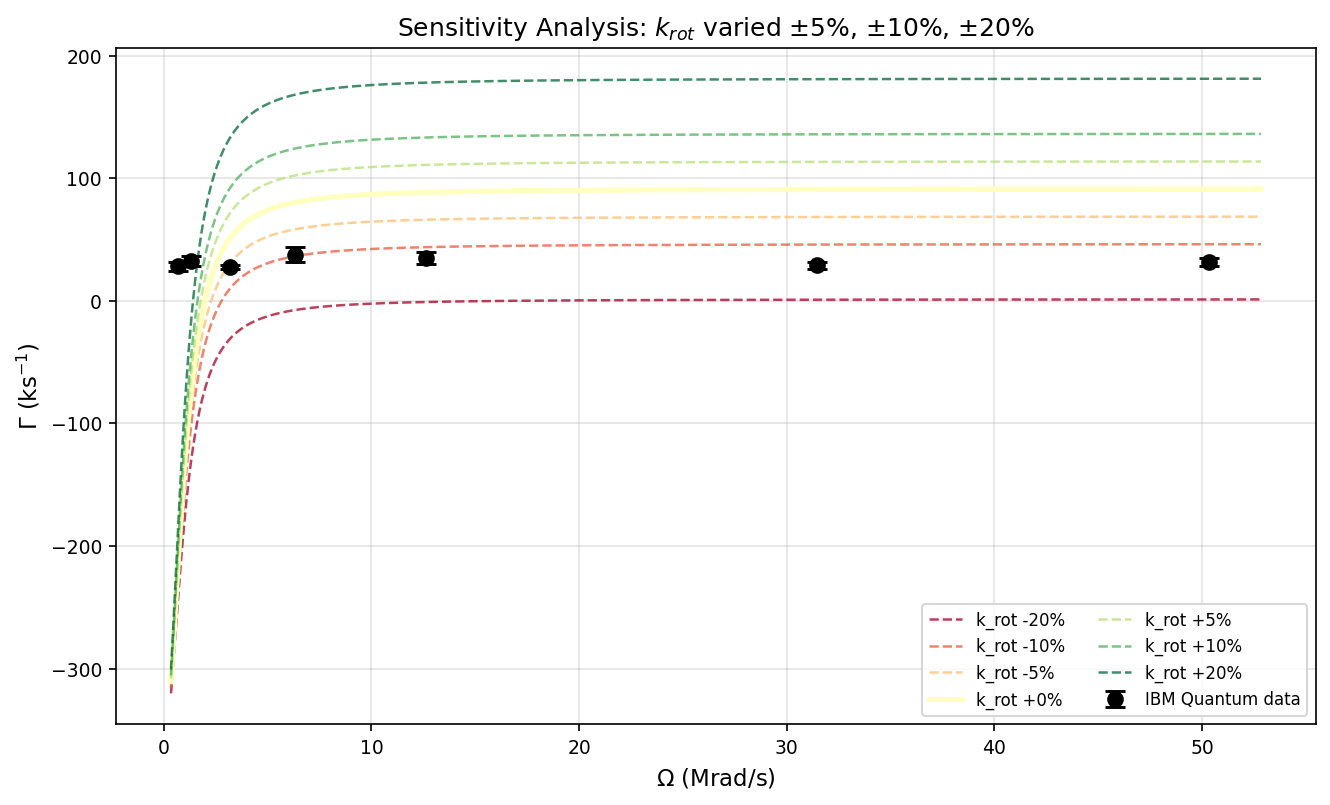 Sensitivity Analysis: k_rot varied ±5%, ±10%, ±20%
200
100
0
−100
−200
−300
Γ (ks⁻¹)
0
10
20
30
40
50
Ω (Mrad/s)
k_rot -20%
k_rot -10%
k_rot -5%
k_rot +0%
k_rot +5%
k_rot +10%
k_rot +20%
IBM Quantum data